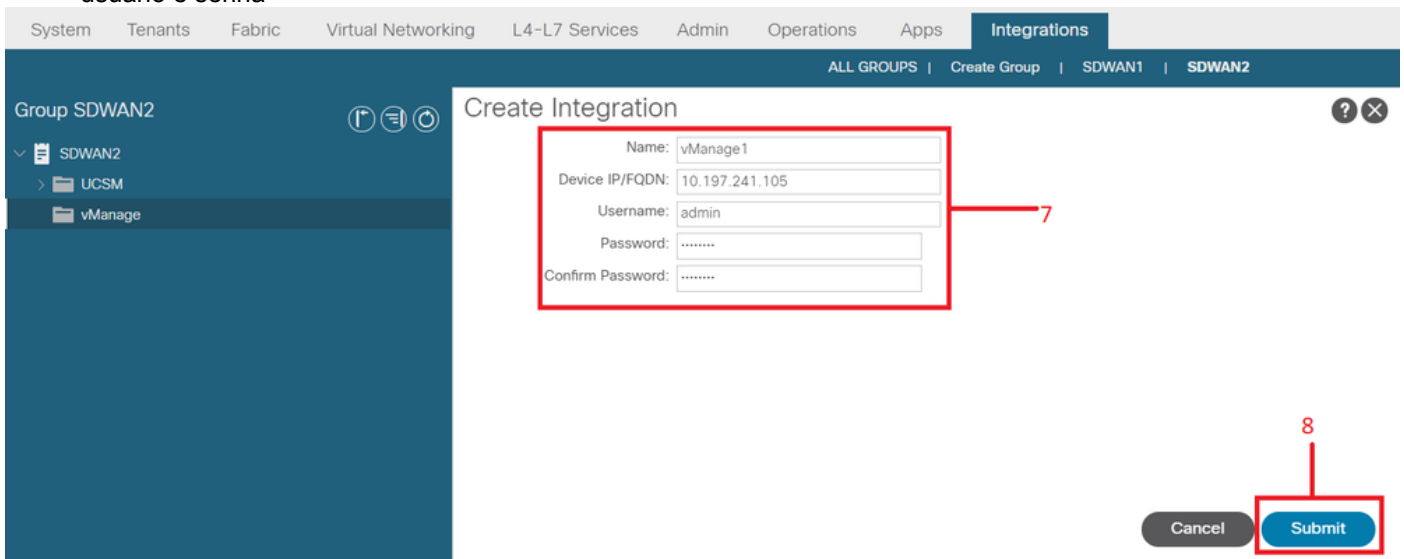 usuário e senha
System Tenants Fabric Virtual Networking L4-L7 Services Admin Operations Apps Integrations
ALL GROUPS | Create Group | SDWAN1 | SDWAN2
Group SDWAN2
SDWAN2
UCSM
vManage
Create Integration
Name: vManage1
Device IP/FQDN: 10.197.241.105
Username: admin
Password: ........
Confirm Password: ........
7
8
Cancel Submit